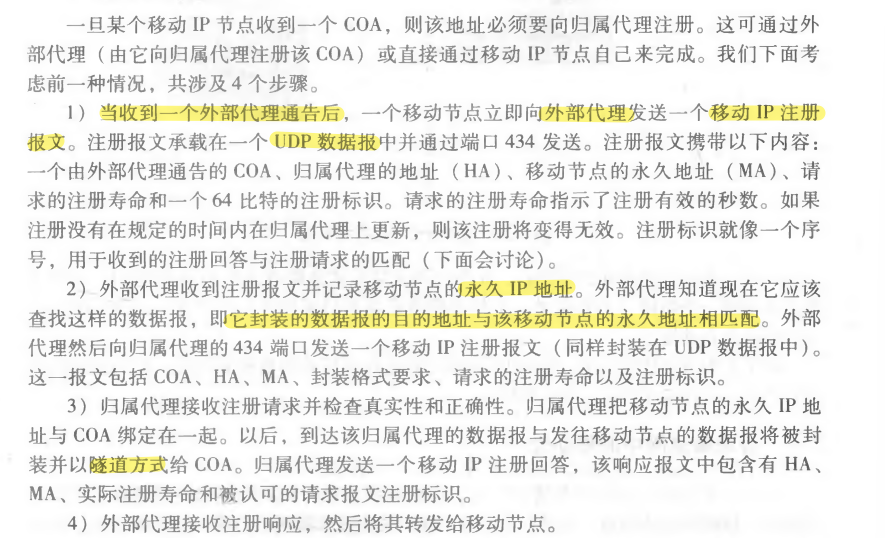 一旦某个移动 IP 节点收到一个 COA，则该地址必须要向归属代理注册。这可通过外
部代理（由它向归属代理注册该 COA）或直接通过移动 IP 节点自己来完成。我们下面考
虑前一种情况，共涉及 4 个步骤。
1）当收到一个外部代理通告后，一个移动节点立即向外部代理发送一个移动 IP 注册
报文。注册报文承载在一个 UDP 数据报中并通过端口 434 发送。注册报文携带以下内容：
一个由外部代理通告的 COA、归属代理的地址（HA）、移动节点的永久地址（MA）、请
求的注册寿命和一个 64 比特的注册标识。请求的注册寿命指示了注册有效的秒数。如果
注册没有在规定的时间内在归属代理上更新，则该注册将变得无效。注册标识就像一个序
号，用于收到的注册回答与注册请求的匹配（下面会讨论）。
2）外部代理收到注册报文并记录移动节点的永久 IP 地址。外部代理知道现在它应该
查找这样的数据报，即它封装的数据报的目的地址与该移动节点的永久地址相匹配。外部
代理然后向归属代理的 434 端口发送一个移动 IP 注册报文（同样封装在 UDP 数据报中）。
这一报文包括 COA、HA、MA、封装格式要求、请求的注册寿命以及注册标识。
3）归属代理接收注册请求并检查真实性和正确性。归属代理把移动节点的永久 IP 地
址与 COA 绑定在一起。以后，到达该归属代理的数据报与发往移动节点的数据报将被封
装并以隧道方式给 COA。归属代理发送一个移动 IP 注册回答，该响应报文中包含有 HA、
MA、实际注册寿命和被认可的请求报文注册标识。
4）外部代理接收注册响应，然后将其转发给移动节点。